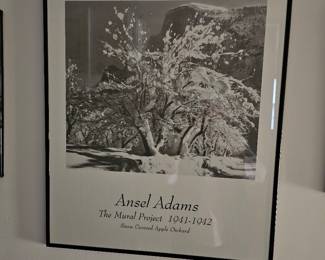 Ansel Adams
The Mural Project 1941-1942
Snow Covered Apple Orchard